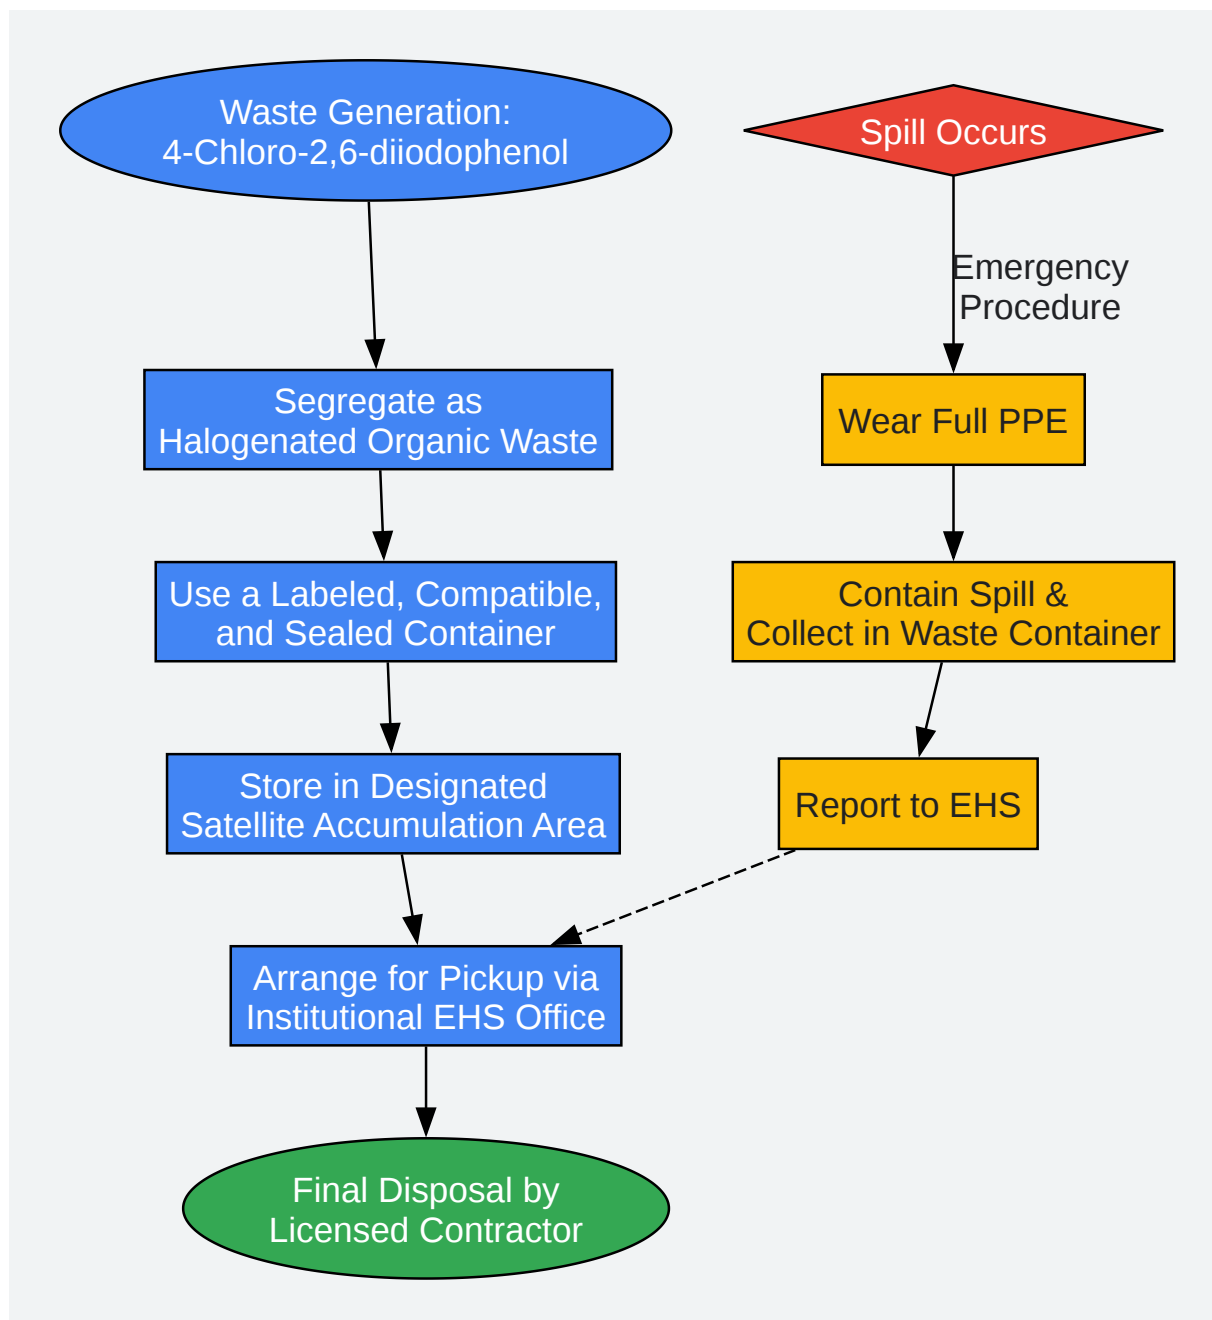 Waste Generation:
4-Chloro-2,6-diiodophenol
Segregate as
Halogenated Organic Waste
Use a Labeled, Compatible,
and Sealed Container
Store in Designated
Satellite Accumulation Area
Arrange for Pickup via
Institutional EHS Office
Final Disposal by
Licensed Contractor
Spill Occurs
Emergency
Procedure
Wear Full PPE
Contain Spill &
Collect in Waste Container
Report to EHS